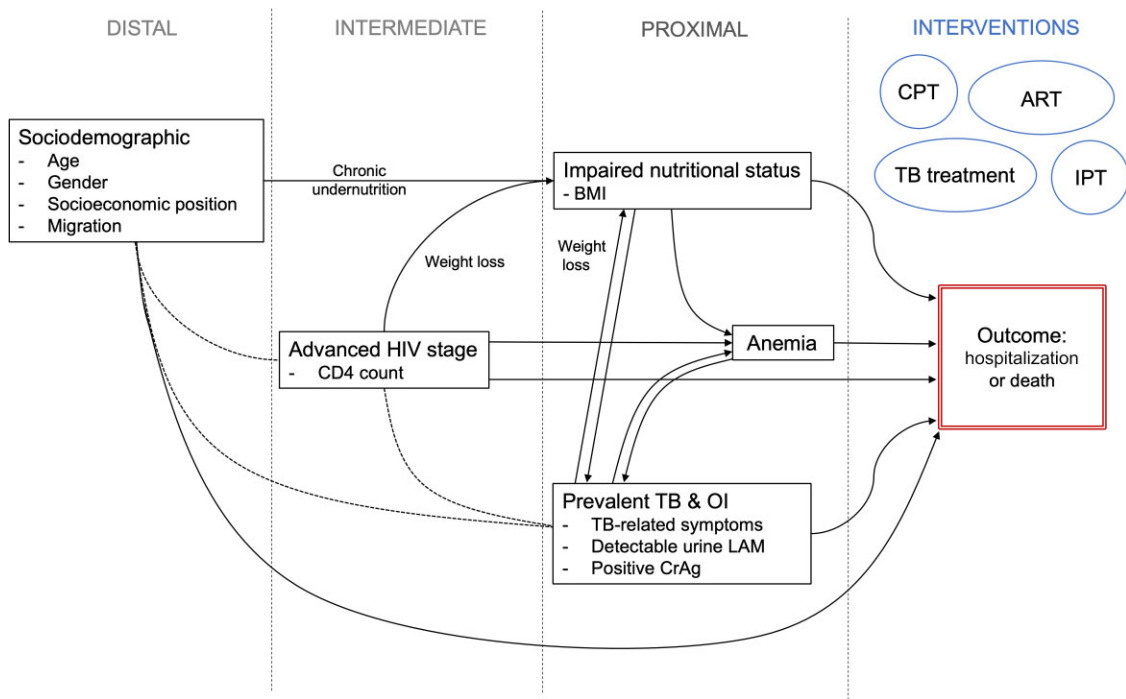 DISTAL
INTERMEDIATE
PROXIMAL
INTERVENTIONS
CPT
ART
TB treatment
IPT
Sociodemographic
- Age
- Gender
- Socioeconomic position
- Migration
Chronic
undernutrition
Impaired nutritional status
- BMI
Weight loss
Weight
loss
Advanced HIV stage
- CD4 count
Anemia
Outcome:
hospitalization
or death
Prevalent TB & OI
- TB-related symptoms
- Detectable urine LAM
- Positive CrAg